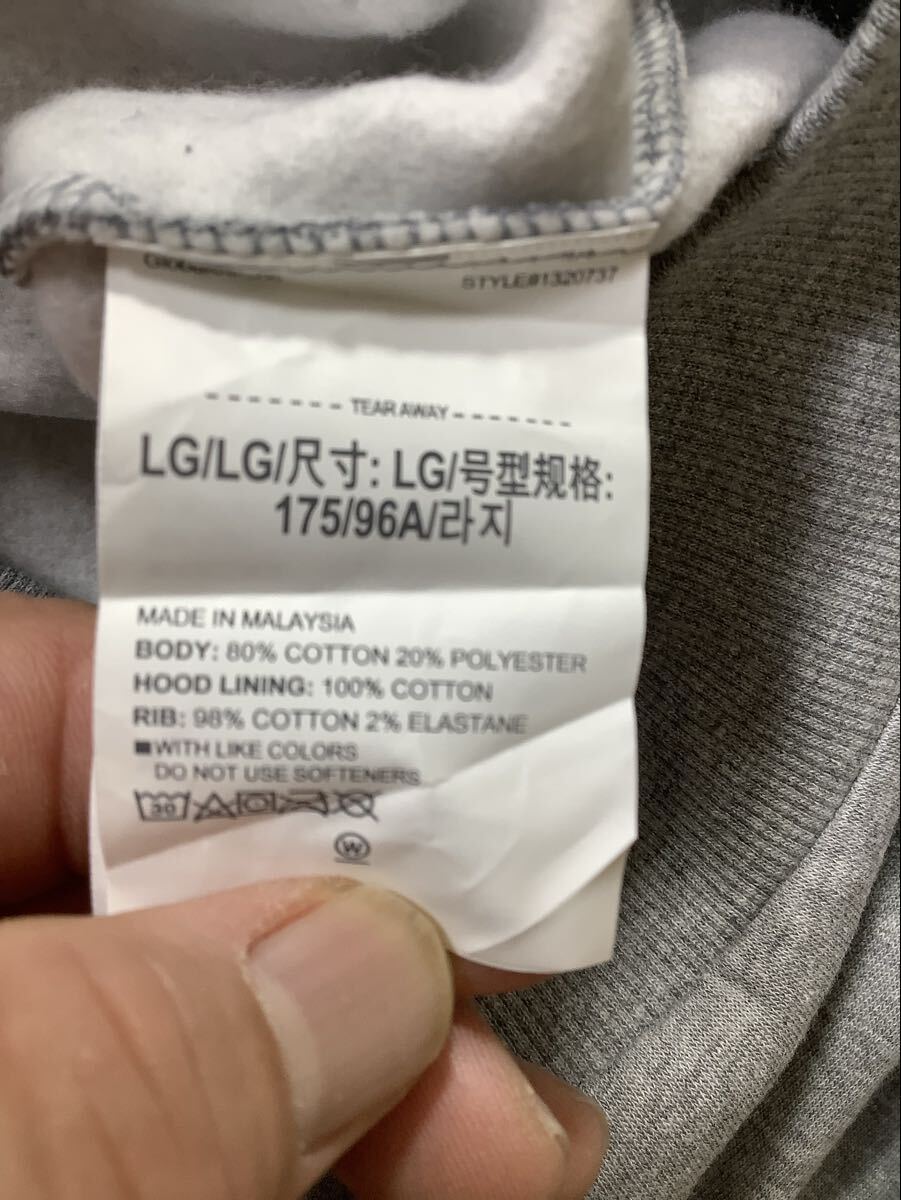 STYLE#1320737
TEAR AWAY
LG/LG/尺寸: LG/号型规格:
175/96A/라지
MADE IN MALAYSIA
BODY: 80% COTTON 20% POLYESTER
HOOD LINING: 100% COTTON
RIB: 98% COTTON 2% ELASTANE
WITH LIKE COLORS
DO NOT USE SOFTENERS
30
W